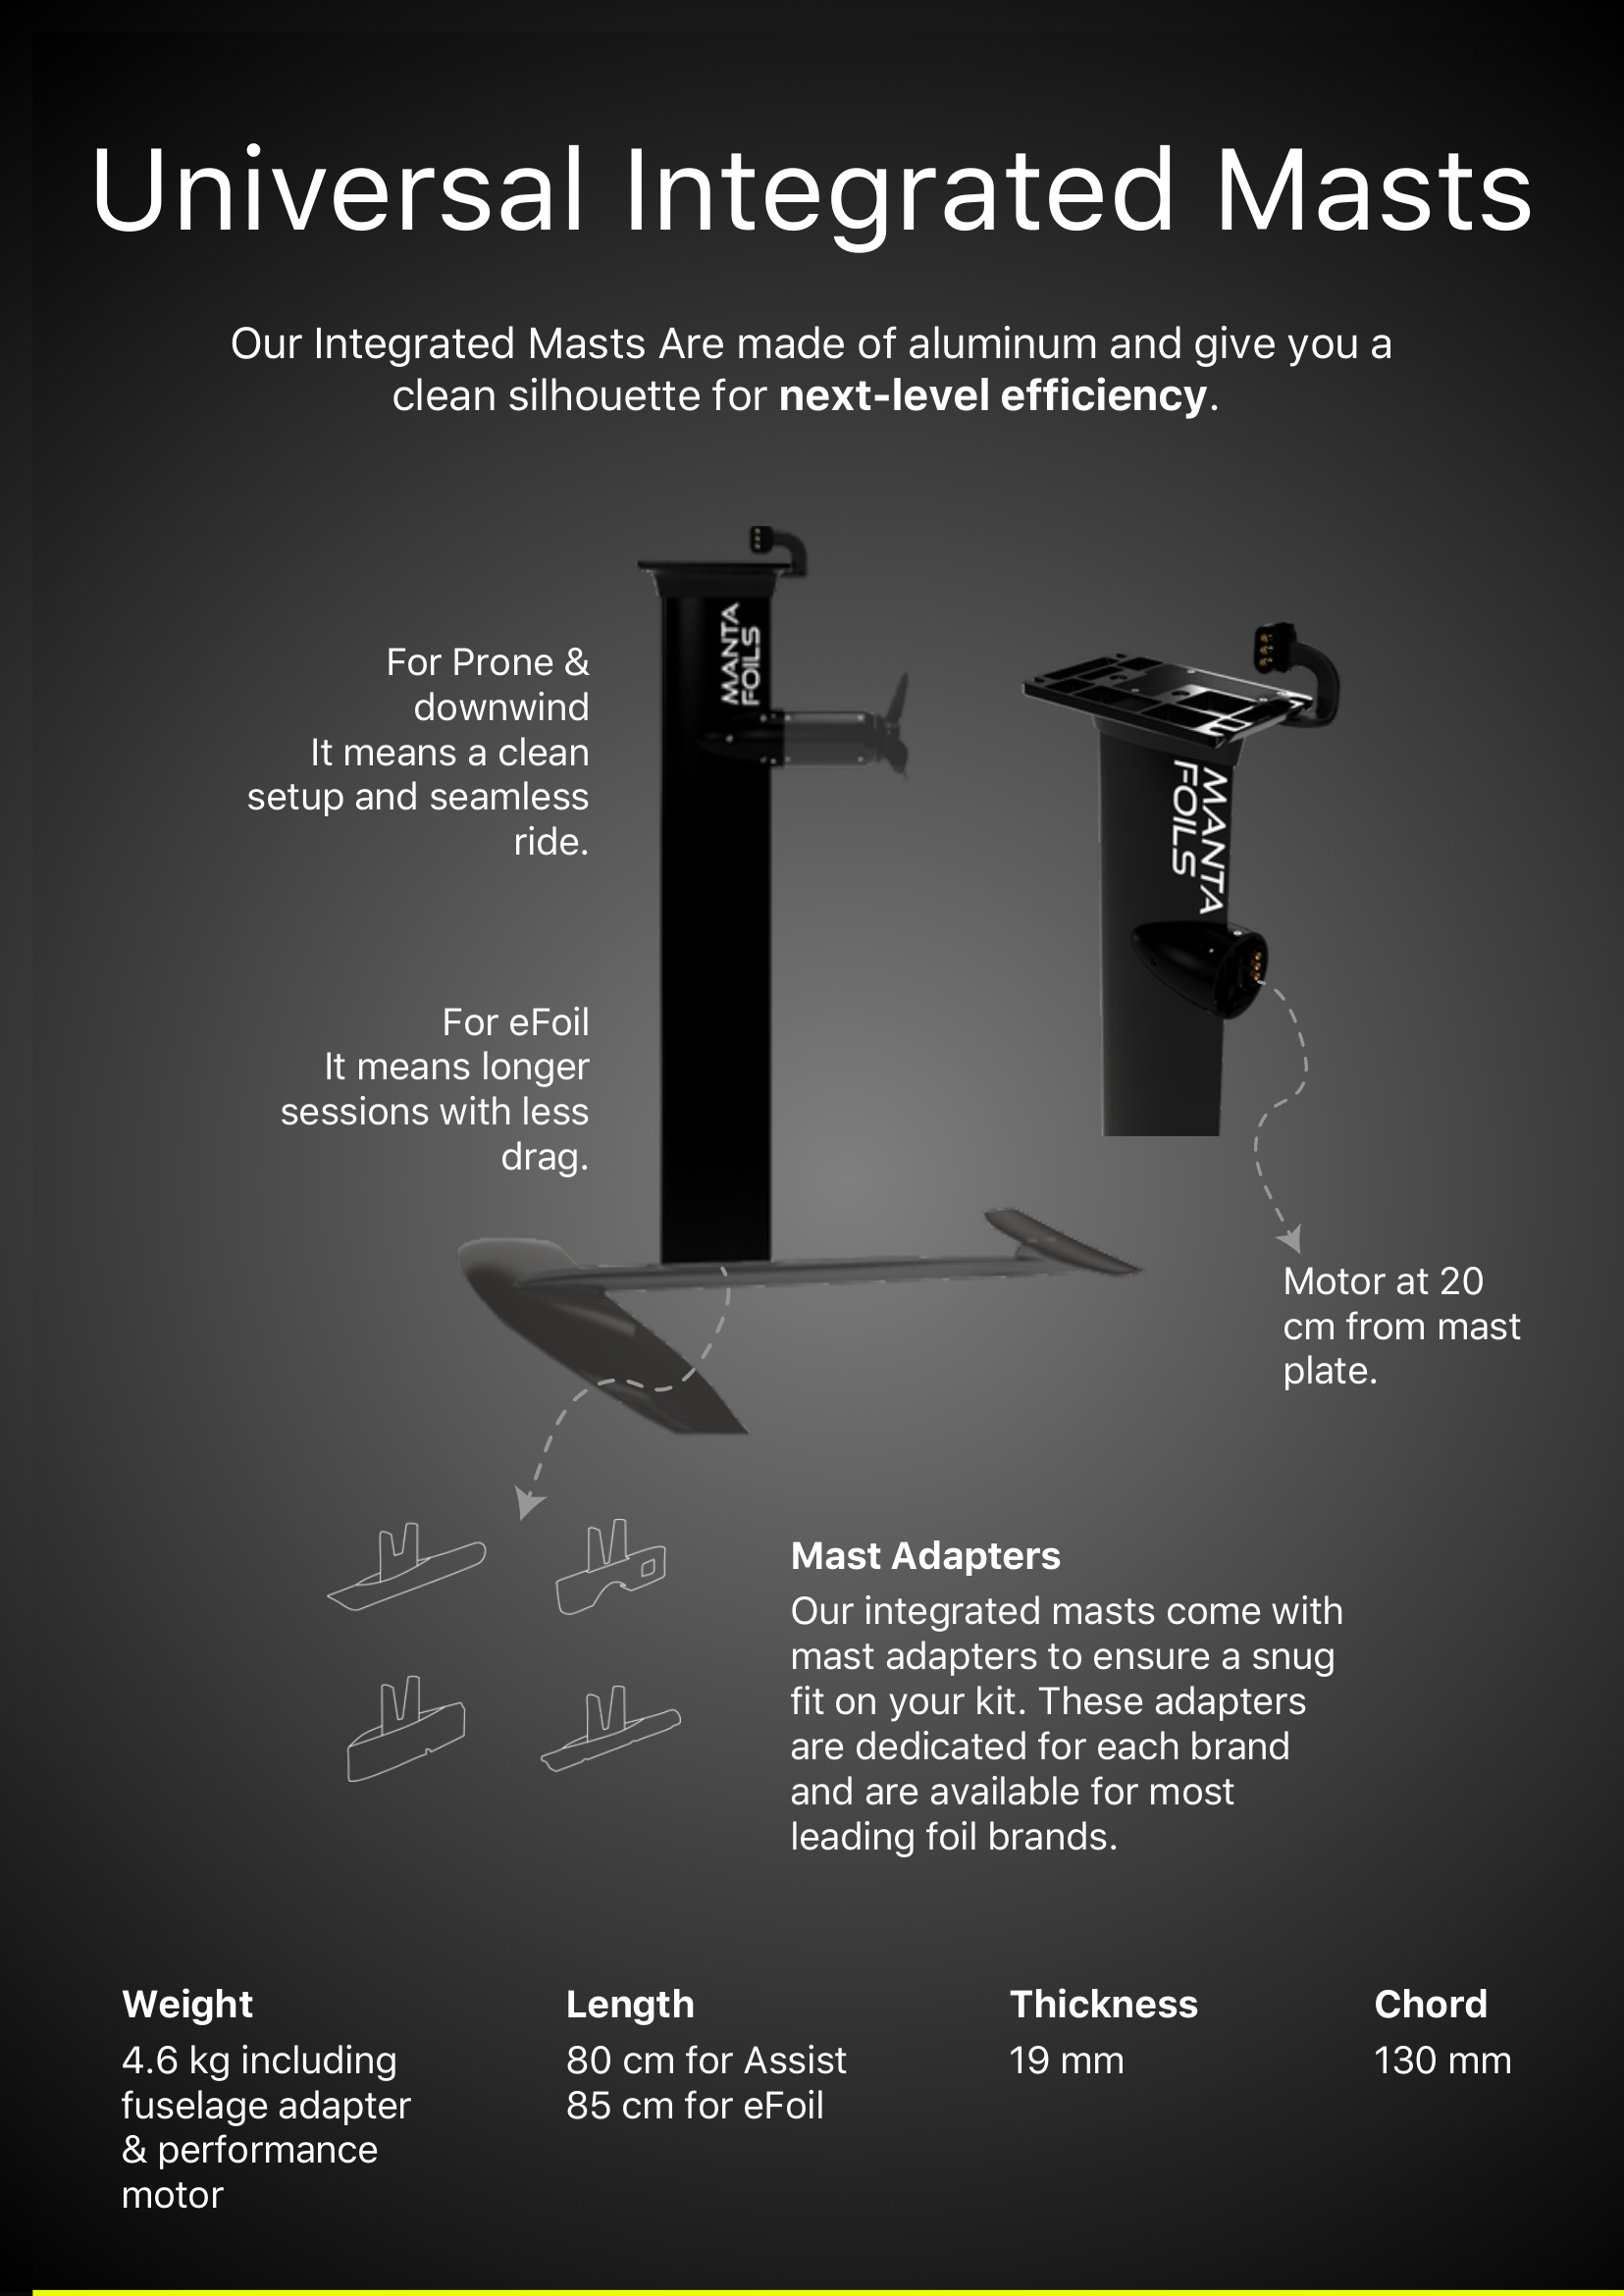 Universal Integrated Masts
Our Integrated Masts Are made of aluminum and give you a
clean silhouette for next-level efficiency.
MANTA
FOILS
For Prone &
downwind
It means a clean
setup and seamless
ride.
MANTA
FOILS
For eFoil
It means longer
sessions with less
drag.
Motor at 20
cm from mast
plate.
Mast Adapters
Our integrated masts come with
mast adapters to ensure a snug
fit on your kit. These adapters
are dedicated for each brand
and are available for most
leading foil brands.
Weight
4.6 kg including
fuselage adapter
& performance
motor
Length
80 cm for Assist
85 cm for eFoil
Thickness
19 mm
Chord
130 mm